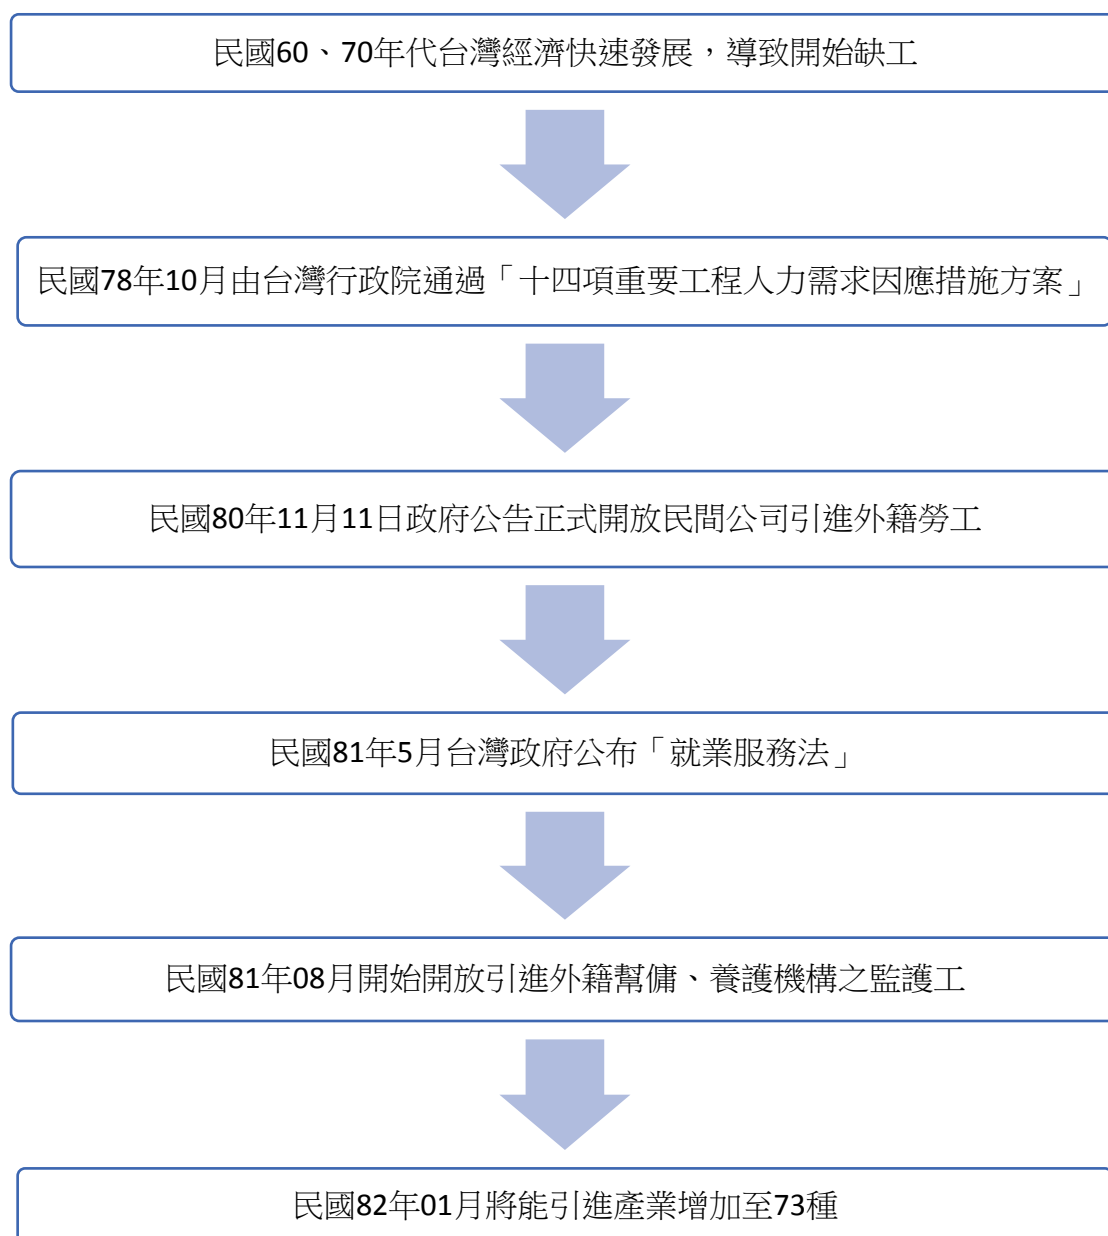 民國60、70年代台灣經濟快速發展，導致開始缺工
民國78年10月由台灣行政院通過「十四項重要工程人力需求因應措施方案」
民國80年11月11日政府公告正式開放民間公司引進外籍勞工
民國81年5月台灣政府公布「就業服務法」
民國81年08月開始開放引進外籍幫傭、養護機構之監護工
民國82年01月將能引進產業增加至73種